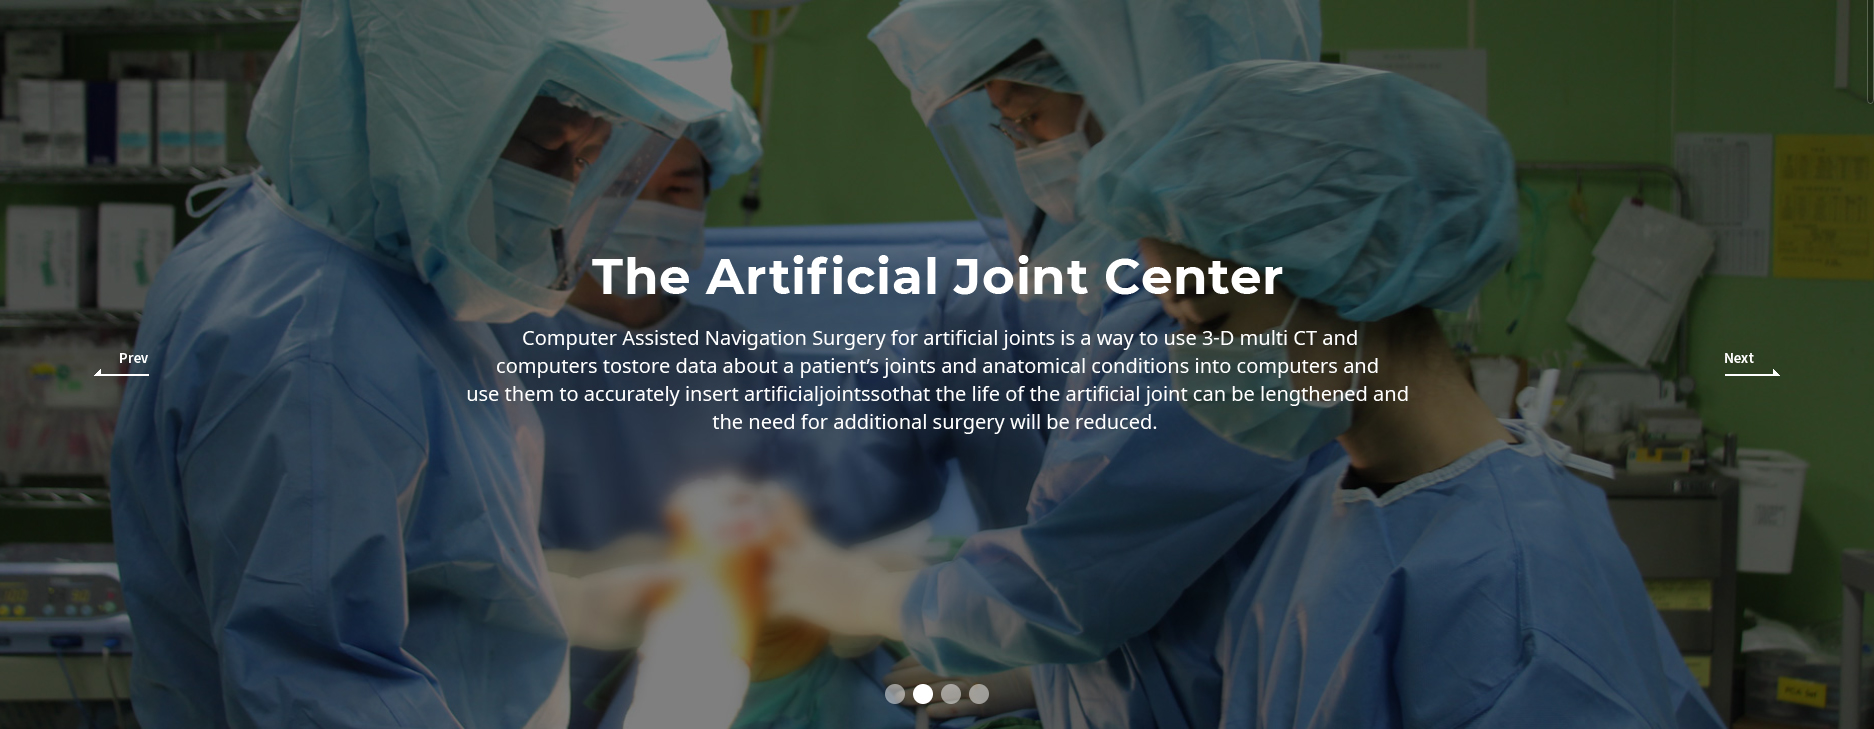 The Artificial Joint Center
Computer Assisted Navigation Surgery for artificial joints is a way to use 3-D multi CT and
computers tostore data about a patient’s joints and anatomical conditions into computers and
use them to accurately insert artificialjointssothat the life of the artificial joint can be lengthened and
the need for additional surgery will be reduced.
Prev
Next